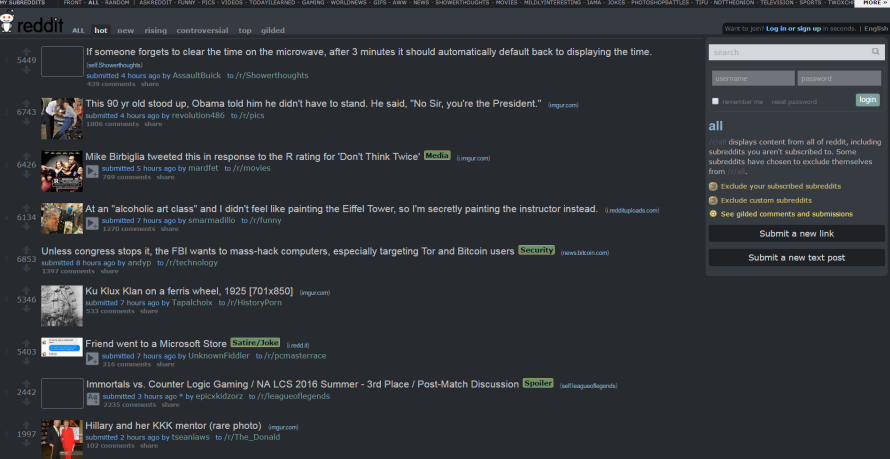 MY SUBREDDITS FRONT - ALL - RANDOM | ASKREDDIT - FUNNY - PICS - VIDEOS - TODAYILEARNED - GAMING - WORLDNEWS - GIFS - AWW - NEWS - SHOWERTHOUGHTS - MOVIES - MILDLYINTERESTING - IAMA - JOKES - PHOTOSHOPBATTLES - TIFU - NOTTHEONION - TELEVISION - SPORTS - TWOXCHR MORE »
reddit ALL hot new rising controversial top gilded
Want to join? Log in or sign up in seconds. | English
5449
If someone forgets to clear the time on the microwave, after 3 minutes it should automatically default back to displaying the time.
(self.Showerthoughts)
submitted 4 hours ago by AssaultBuick to /r/Showerthoughts
439 comments share
6743
This 90 yr old stood up, Obama told him he didn't have to stand. He said, "No Sir, you're the President." (imgur.com)
submitted 4 hours ago by revolution486 to /r/pics
1006 comments share
6426
Mike Birbiglia tweeted this in response to the R rating for 'Don't Think Twice' Media (i.imgur.com)
submitted 5 hours ago by mardfet to /r/movies
709 comments share
6134
At an "alcoholic art class" and I didn't feel like painting the Eiffel Tower, so I'm secretly painting the instructor instead. (i.reddituploads.com)
submitted 7 hours ago by smarmadillo to /r/funny
1270 comments share
6853
Unless congress stops it, the FBI wants to mass-hack computers, especially targeting Tor and Bitcoin users Security (news.bitcoin.com)
submitted 8 hours ago by andyp to /r/technology
1397 comments share
5346
Ku Klux Klan on a ferris wheel, 1925 [701x850] (imgur.com)
submitted 7 hours ago by Tapalchoix to /r/HistoryPorn
533 comments share
5403
Friend went to a Microsoft Store Satire/Joke (i.redd.it)
submitted 7 hours ago by UnknownFiddler to /r/pcmasterrace
316 comments share
2442
Immortals vs. Counter Logic Gaming / NA LCS 2016 Summer - 3rd Place / Post-Match Discussion Spoiler (self.leagueoflegends)
Aa
submitted 3 hours ago * by epicxkidzorz to /r/leagueoflegends
2235 comments share
1997
Hillary and her KKK mentor (rare photo) (imgur.com)
submitted 2 hours ago by tseanlaws to /r/The_Donald
102 comments share
search
username password
remember me reset password login
all
/r/all displays content from all of reddit, including
subreddits you aren't subscribed to. Some
subreddits have chosen to exclude themselves
from /r/all.
Exclude your subscribed subreddits
Exclude custom subreddits
See gilded comments and submissions
Submit a new link
Submit a new text post